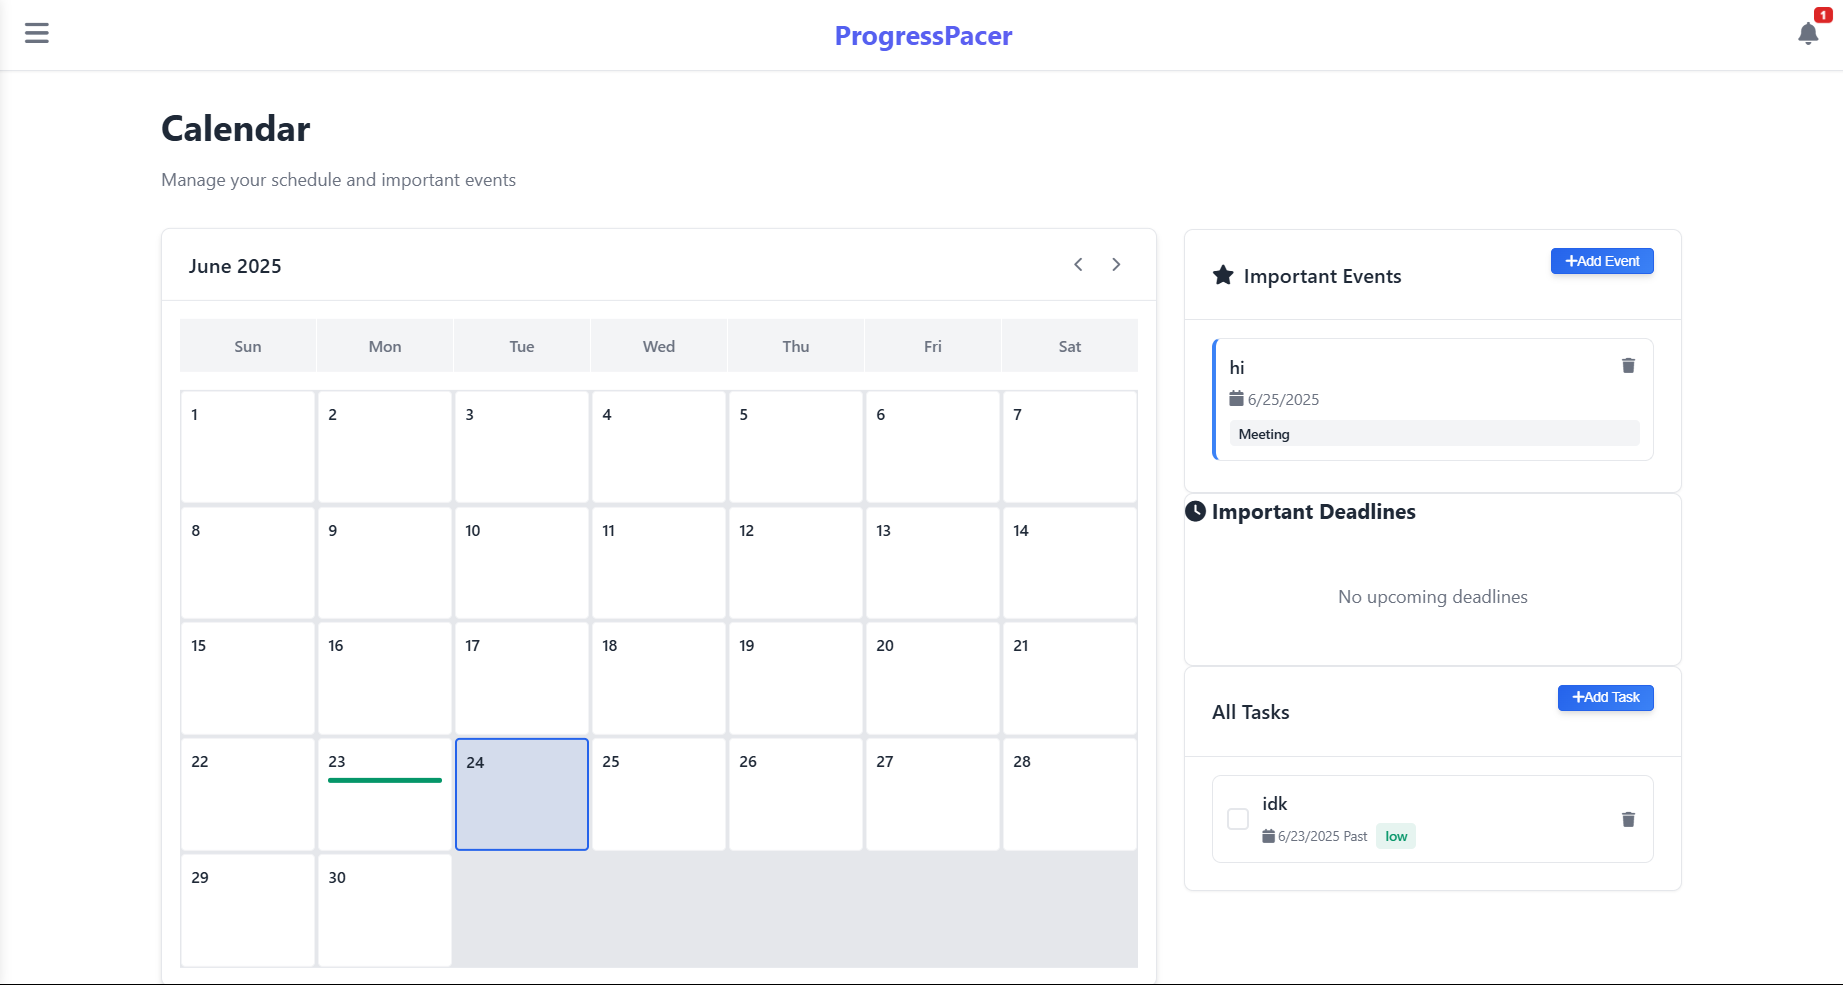 ProgressPacer
1
Calendar
Manage your schedule and important events
June 2025
Sun Mon Tue Wed Thu Fri Sat
1 2 3 4 5 6 7
8 9 10 11 12 13 14
15 16 17 18 19 20 21
22 23 24 25 26 27 28
29 30
Important Events
+Add Event
hi
6/25/2025
Meeting
Important Deadlines
No upcoming deadlines
All Tasks
+Add Task
idk
6/23/2025 Past low